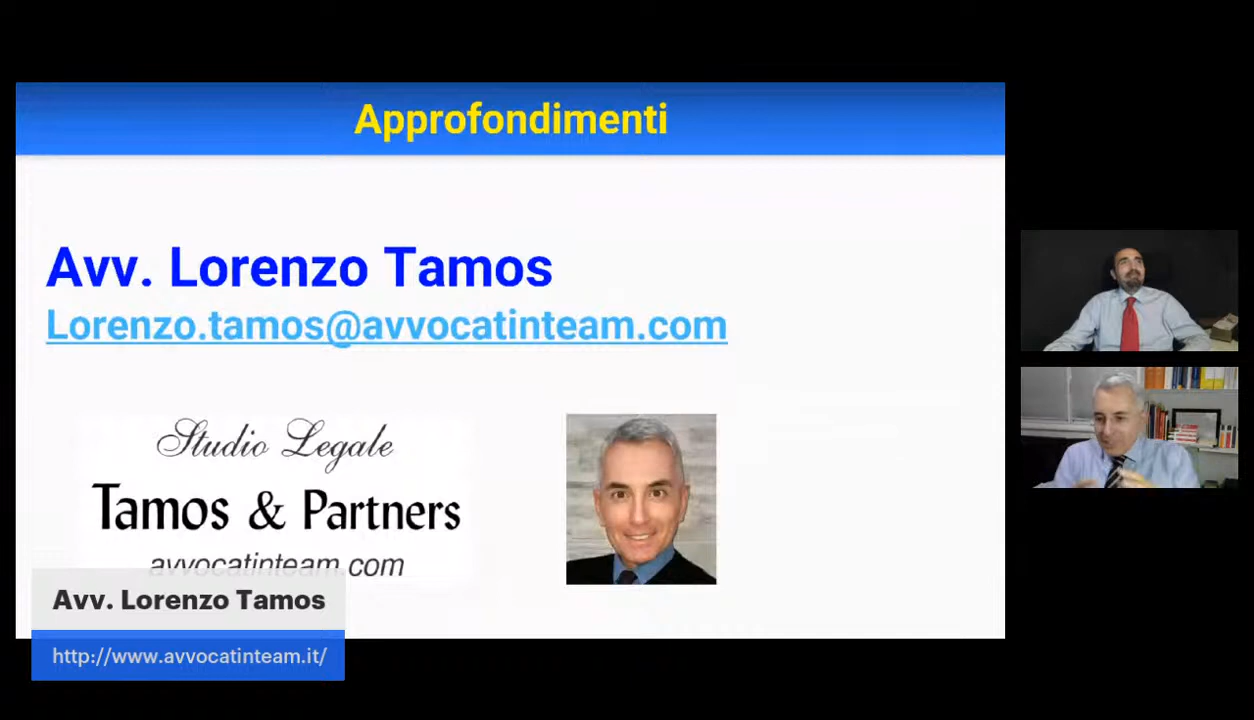 Approfondimenti
Avv. Lorenzo Tamos
Lorenzo.tamos@avvocatinteam.com
Studio Legale
Tamos & Partners
avvocatinteam.com
Avv. Lorenzo Tamos
http://www.avvocatinteam.it/